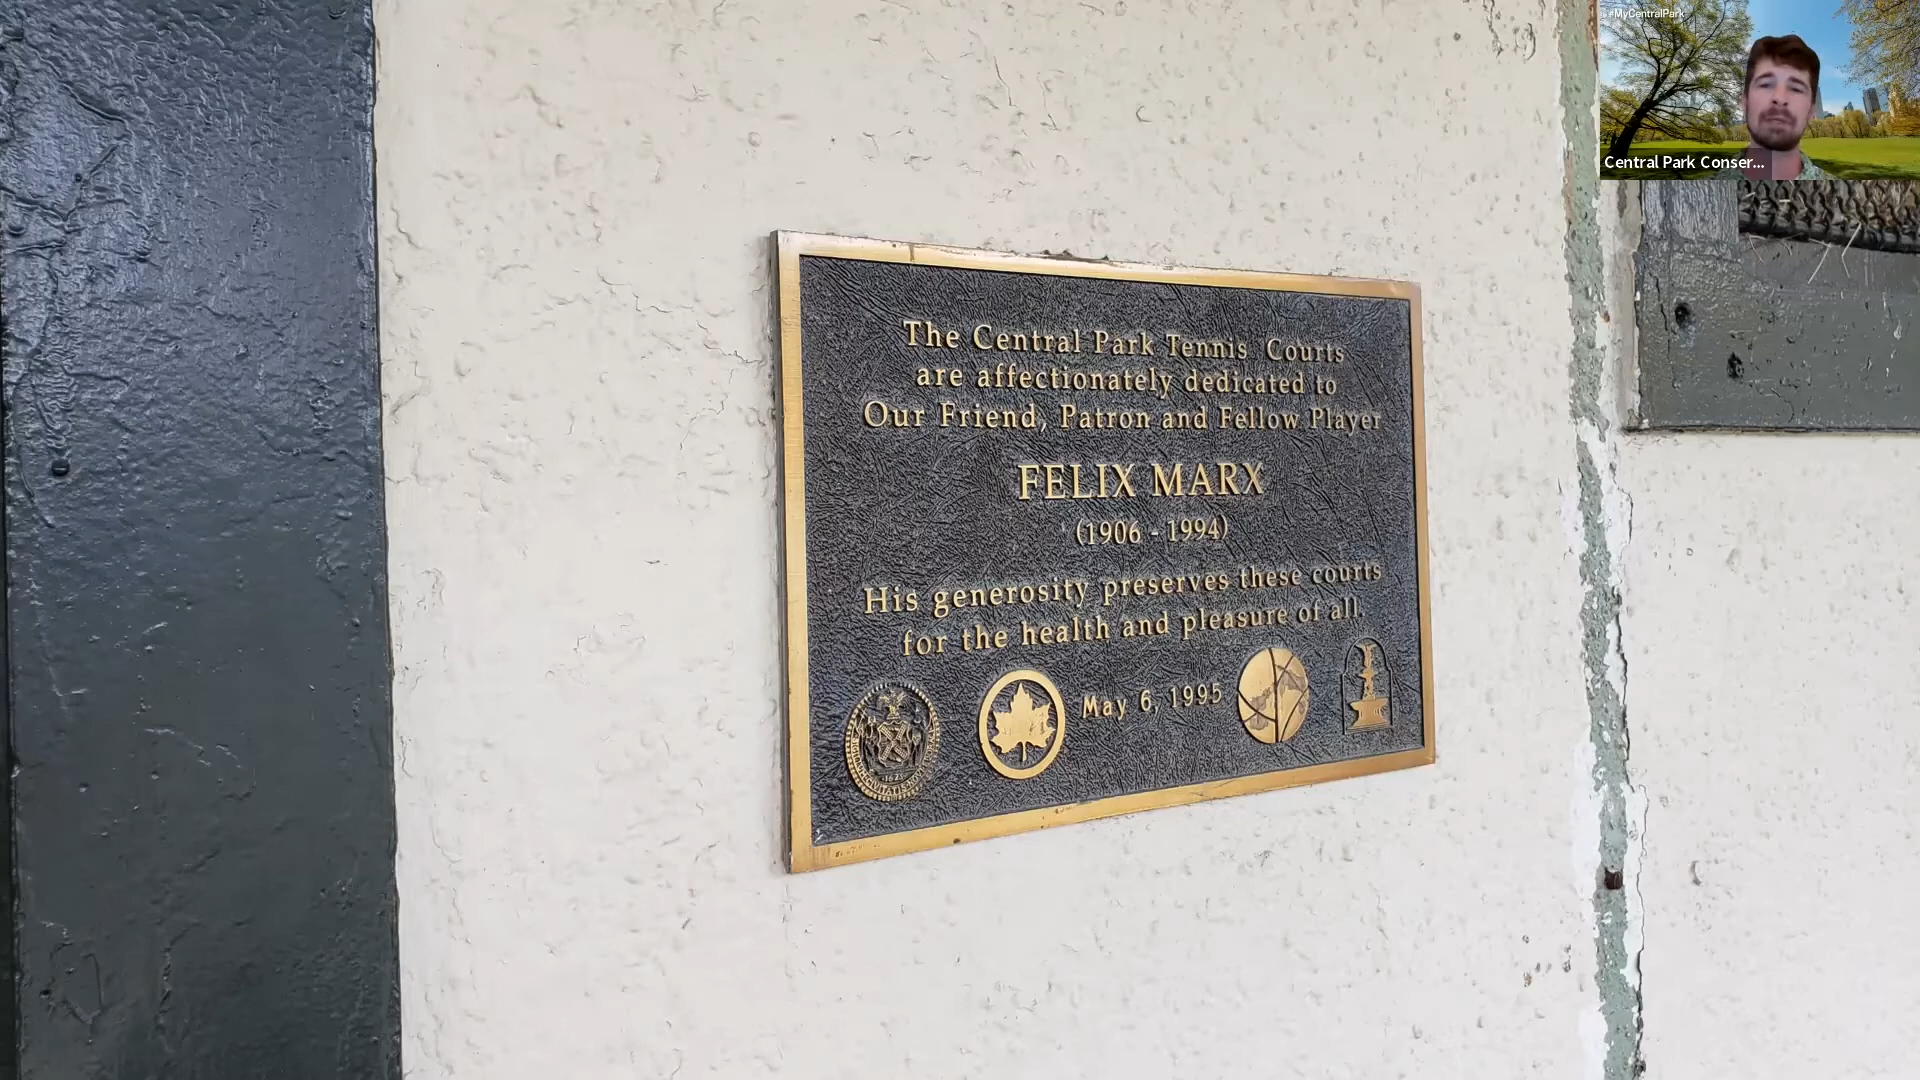 #MyCentralPark
Central Park Conser...
The Central Park Tennis Courts
are affectionately dedicated to
Our Friend, Patron and Fellow Player
FELIX MARX
(1906 - 1994)
His generosity preserves these courts
for the health and pleasure of all.
May 6, 1995